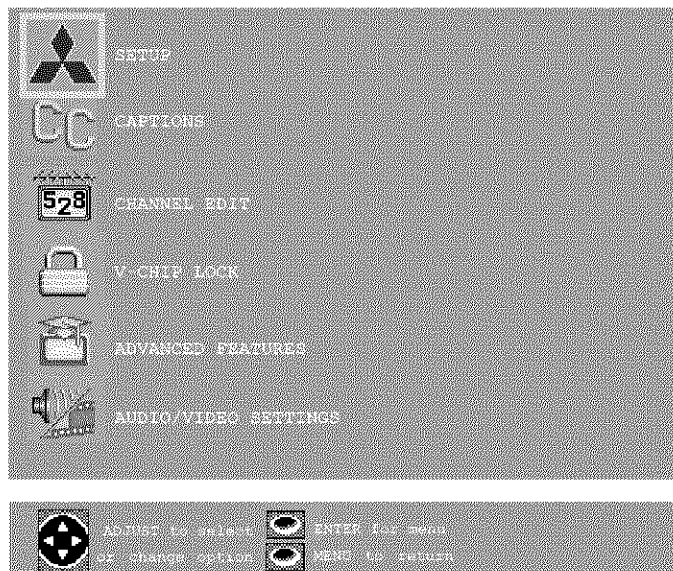 SETUP
CC
CAPTIONS
528
CHANNEL EDIT
V-CHIP LOCK
ADVANCED FEATURES
AUDIO/VIDEO SETTINGS
ADJUST to select
or change option
ENTER for menu
MENU to return